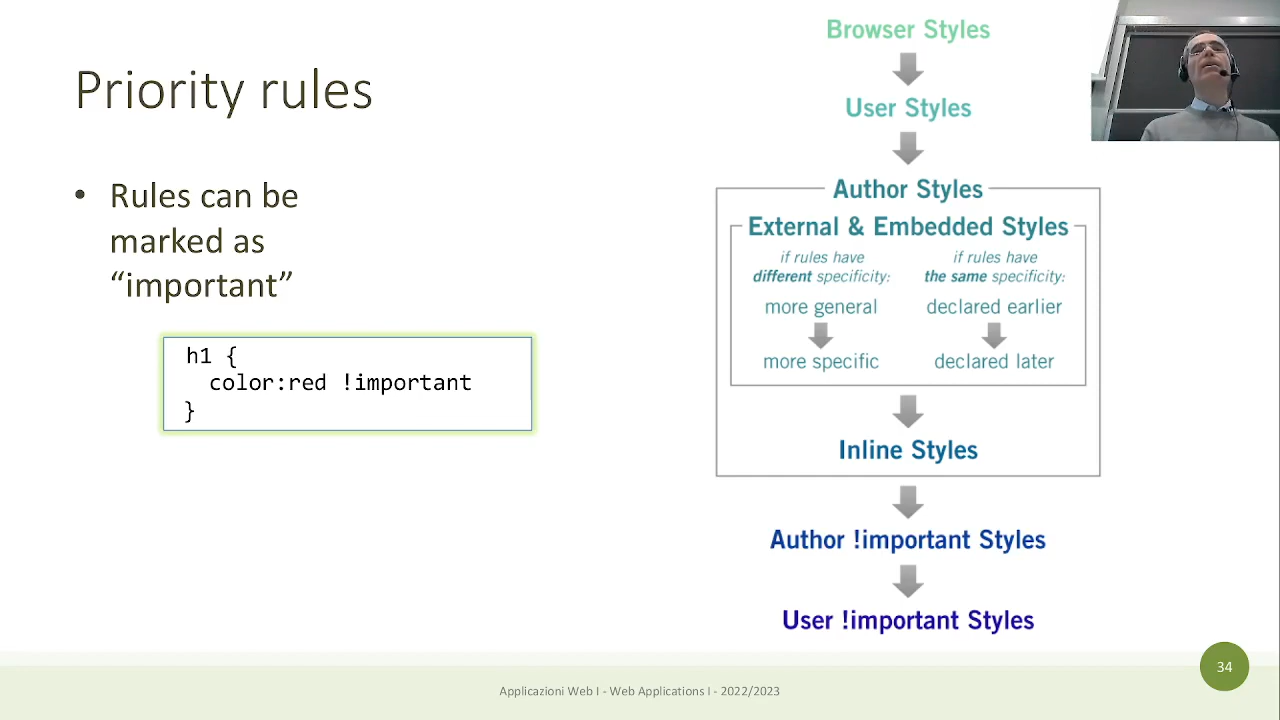 Priority rules
• Rules can be
marked as
“important”
h1 {
color:red !important
}
Browser Styles
User Styles
Author Styles
External & Embedded Styles
if rules have
different specificity:
more general
more specific
if rules have
the same specificity:
declared earlier
declared later
Inline Styles
Author !important Styles
User !important Styles
34
Applicazioni Web I - Web Applications I - 2022/2023